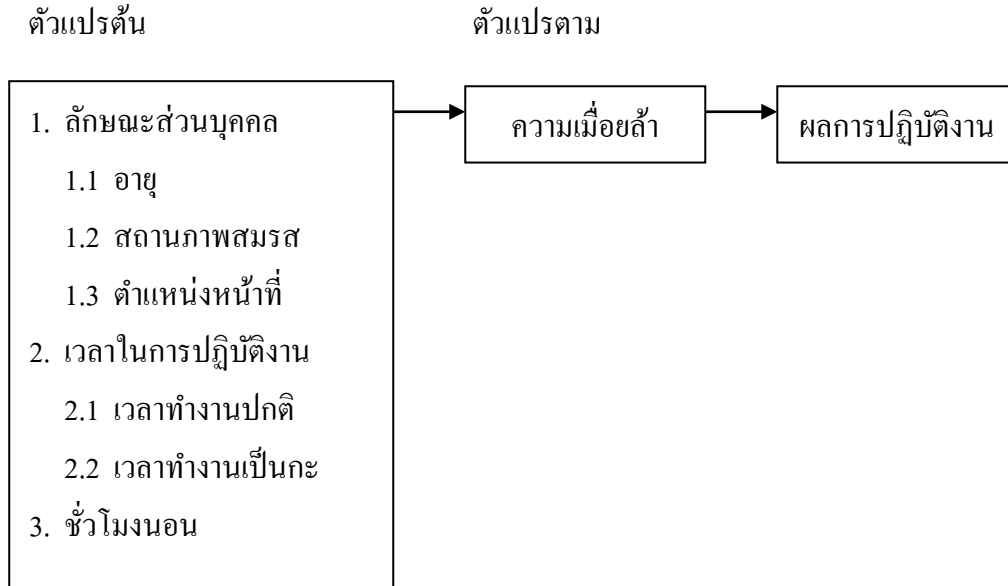 ตัวแปรต้น ตัวแปรตาม
1. ลักษณะส่วนบุคคล
1.1 อายุ
1.2 สถานภาพสมรส
1.3 ตำแหน่งหน้าที่
2. เวลาในการปฏิบัติงาน
2.1 เวลาทำงานปกติ
2.2 เวลาทำงานเป็นกะ
3. ชั่วโมงนอน
ความเมื่อยล้า
ผลการปฏิบัติงาน